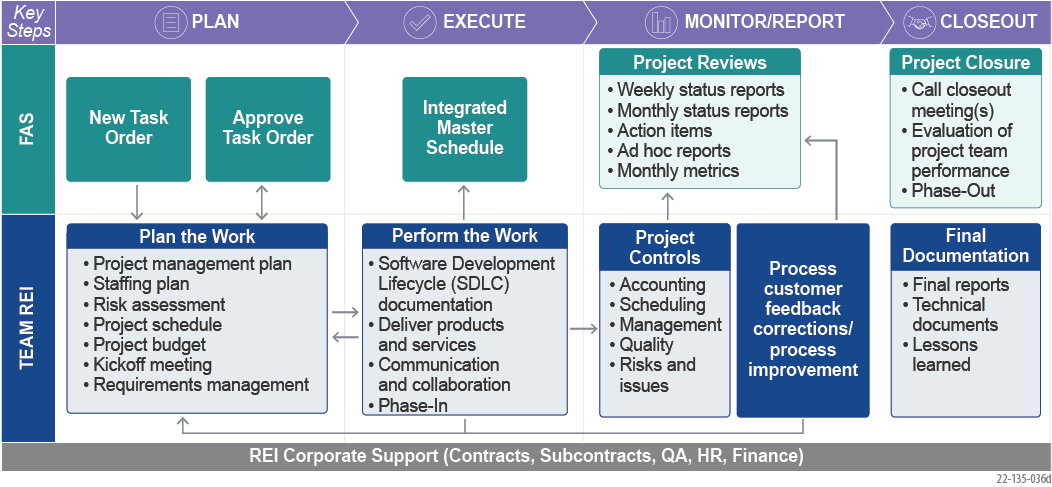 Key
Steps
PLAN
EXECUTE
MONITOR/REPORT
CLOSEOUT
FAS
New Task
Order
Approve
Task Order
Integrated
Master
Schedule
Project Reviews
• Weekly status reports
• Monthly status reports
• Action items
• Ad hoc reports
• Monthly metrics
Project Closure
• Call closeout
meeting(s)
• Evaluation of
project team
performance
• Phase-Out
TEAM REI
Plan the Work
• Project management plan
• Staffing plan
• Risk assessment
• Project schedule
• Project budget
• Kickoff meeting
• Requirements management
Perform the Work
• Software Development
Lifecycle (SDLC)
documentation
• Deliver products
and services
• Communication
and collaboration
• Phase-In
Project
Controls
• Accounting
• Scheduling
• Management
• Quality
• Risks and
issues
Process
customer
feedback
corrections/
process
improvement
Final
Documentation
• Final reports
• Technical
documents
• Lessons
learned
REI Corporate Support (Contracts, Subcontracts, QA, HR, Finance)
22-135-036d